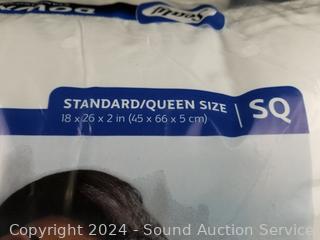 STANDARD/QUEEN SIZE | SQ
18 x 26 x 2 in (45 x 66 x 5 cm)
Copyright 2024 - Sound Auction Service